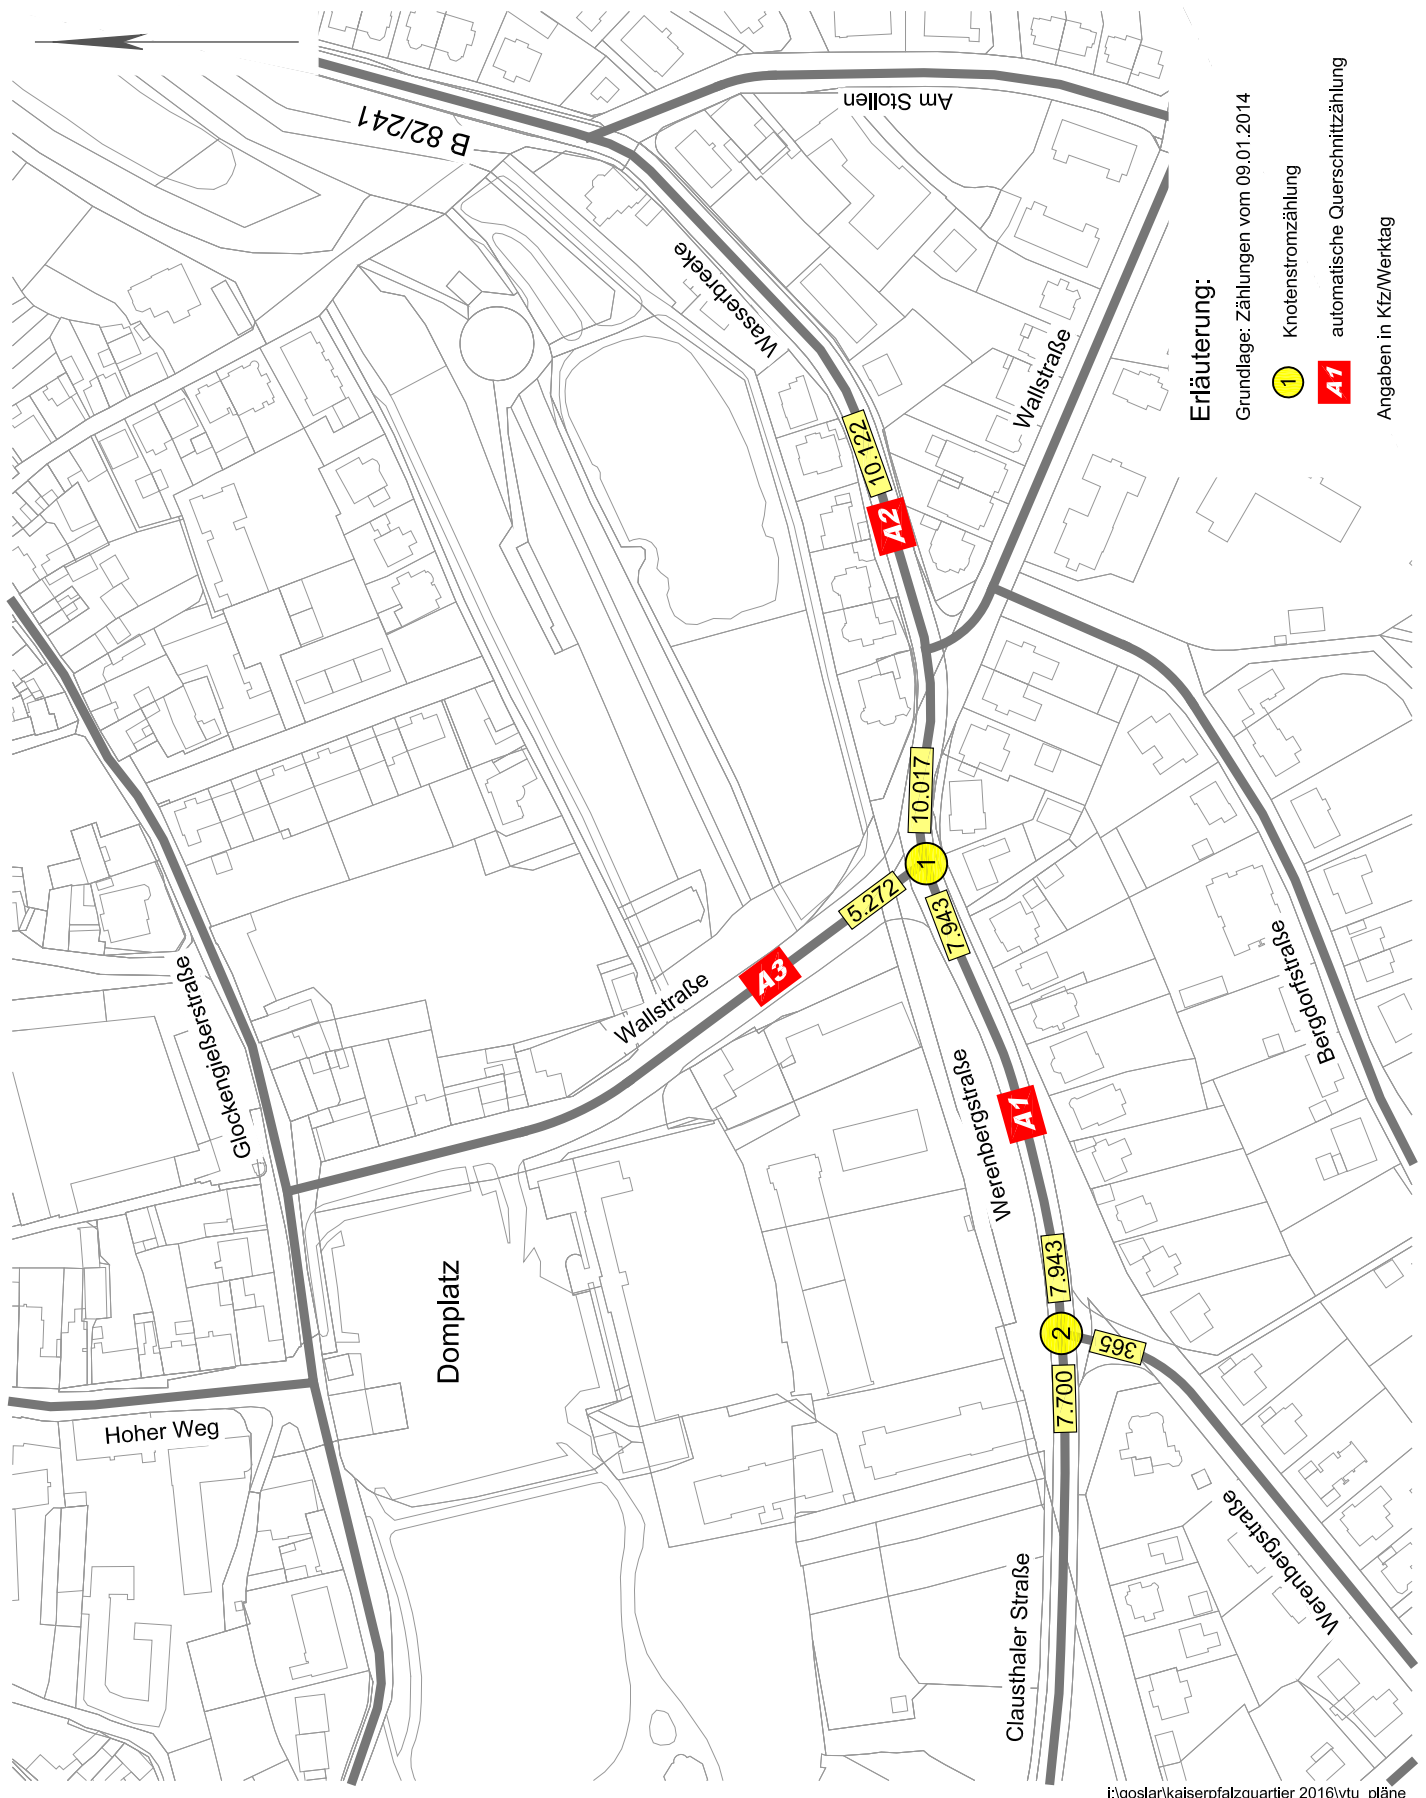 B 82/241
Am Stollen
Wasserbreeke
Wallstraße
10.122
A2
10.017
1
5.272
7.943
A3
Wallstraße
Glockengießerstraße
Werenbergstraße
A1
Bergdorfstraße
Domplatz
7.943
2
365
7.700
Hoher Weg
Clausthaler Straße
Werenbergstraße
Erläuterung:
Grundlage: Zählungen vom 09.01.2014
1 Knotenstromzählung
A1 automatische Querschnittzählung
Angaben in Kfz/Werktag
i:\goslar\kaiserpfalzquartier 2016\vtu_pläne